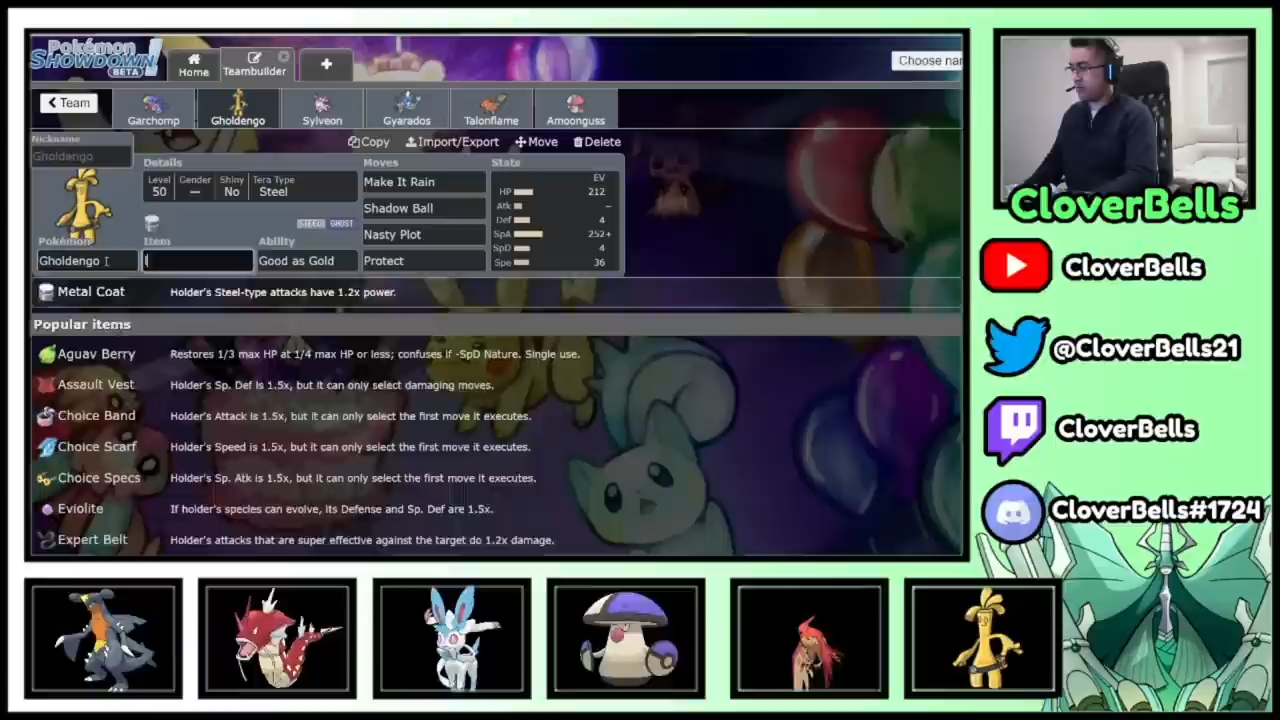 Pokémon
SHOWDOWN!
BETA
Home
Teambuilder
+
Choose nam
Team
Garchomp
Gholdengo
Sylveon
Gyarados
Talonflame
Amoonguss
Copy
Import/Export
Move
Delete
Nickname
Gholdengo
Details
Level
50
Gender
—
Shiny
No
Tera Type
Steel
STEEL GHOST
Pokémon
Gholdengo
Item
Ability
Good as Gold
Moves
Make It Rain
Shadow Ball
Nasty Plot
Protect
Stats
EV
HP 212
Atk –
Def 4
SpA 252+
SpD 4
Spe 36
Metal Coat Holder's Steel-type attacks have 1.2x power.
Popular items
Aguav Berry Restores 1/3 max HP at 1/4 max HP or less; confuses if -SpD Nature. Single use.
Assault Vest Holder's Sp. Def is 1.5x, but it can only select damaging moves.
Choice Band Holder's Attack is 1.5x, but it can only select the first move it executes.
Choice Scarf Holder's Speed is 1.5x, but it can only select the first move it executes.
Choice Specs Holder's Sp. Atk is 1.5x, but it can only select the first move it executes.
Eviolite If holder's species can evolve, its Defense and Sp. Def are 1.5x.
Expert Belt Holder's attacks that are super effective against the target do 1.2x damage.
CloverBells
CloverBells
@CloverBells21
CloverBells
CloverBells#1724